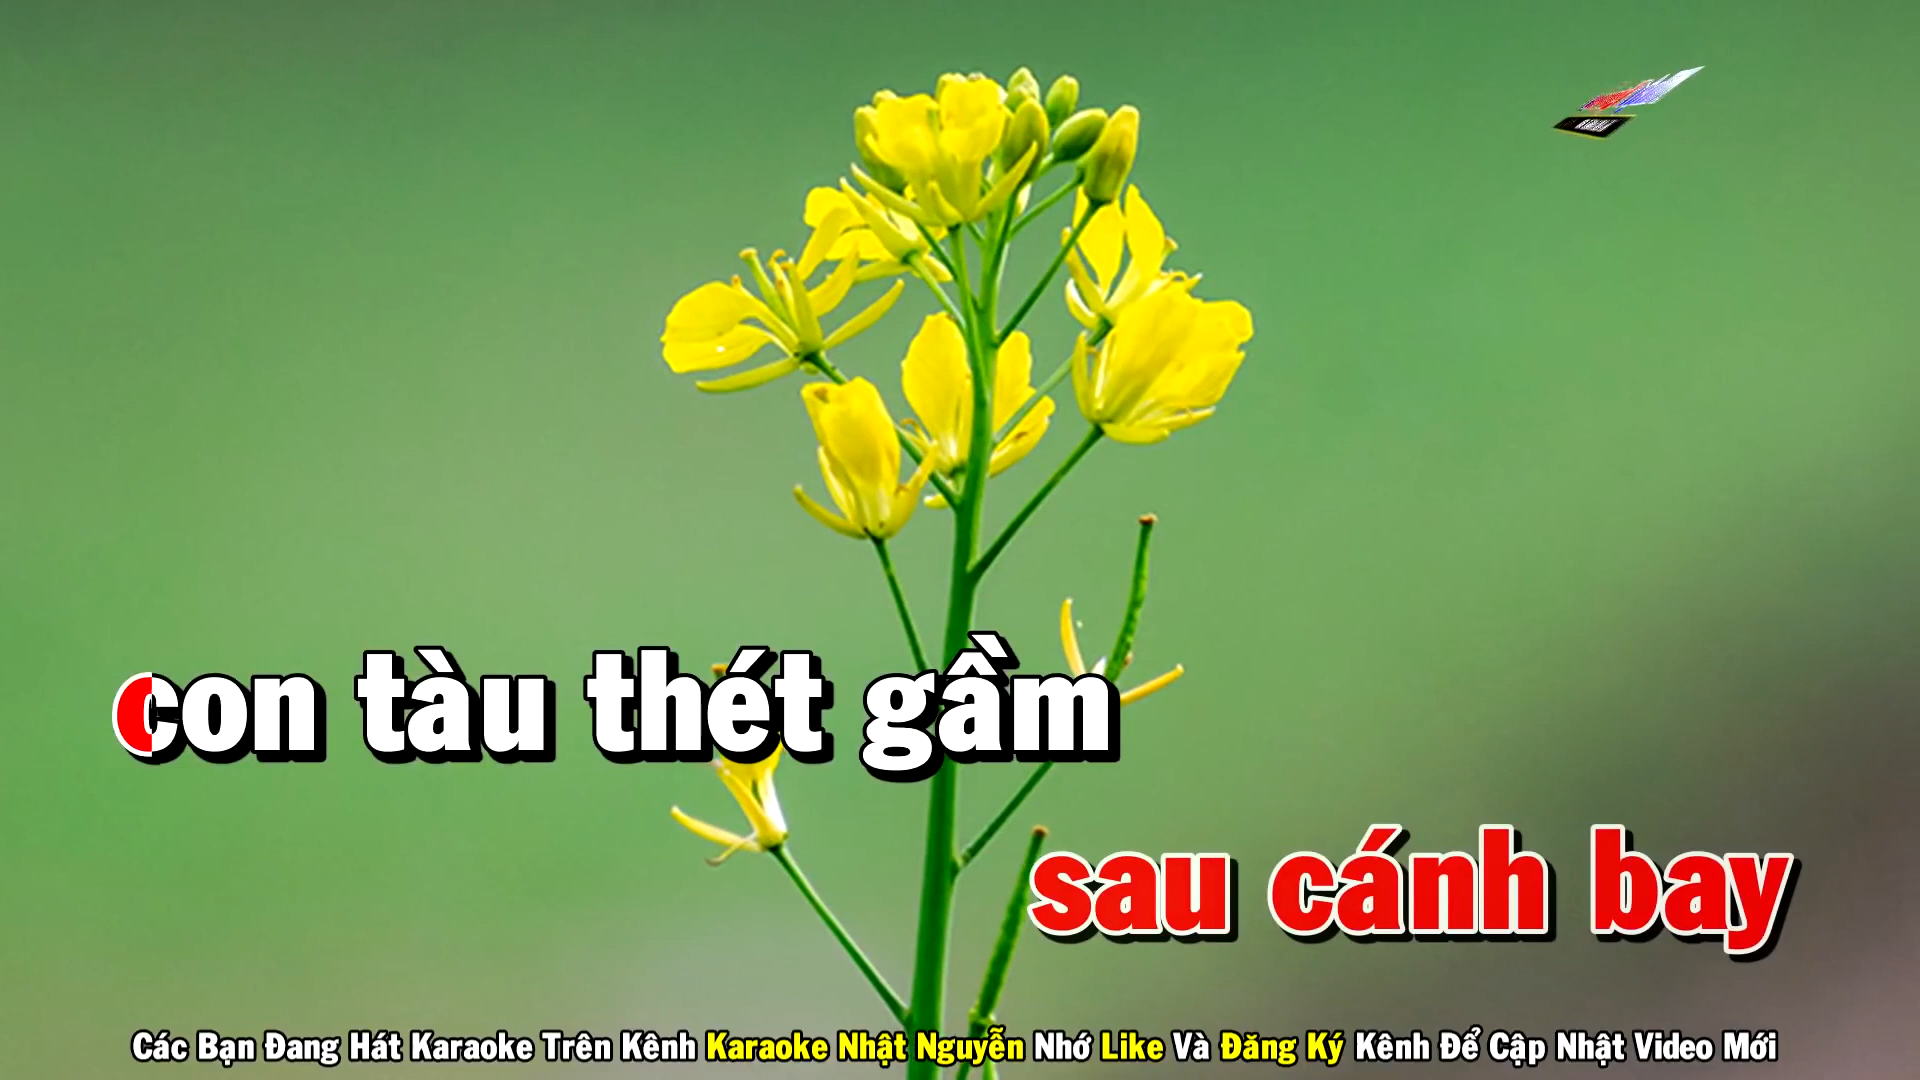 con tàu thét gầm
sau cánh bay
Các Bạn Đang Hát Karaoke Trên Kênh Karaoke Nhật Nguyễn Nhớ Like Và Đăng Ký Kênh Để Cập Nhật Video Mới